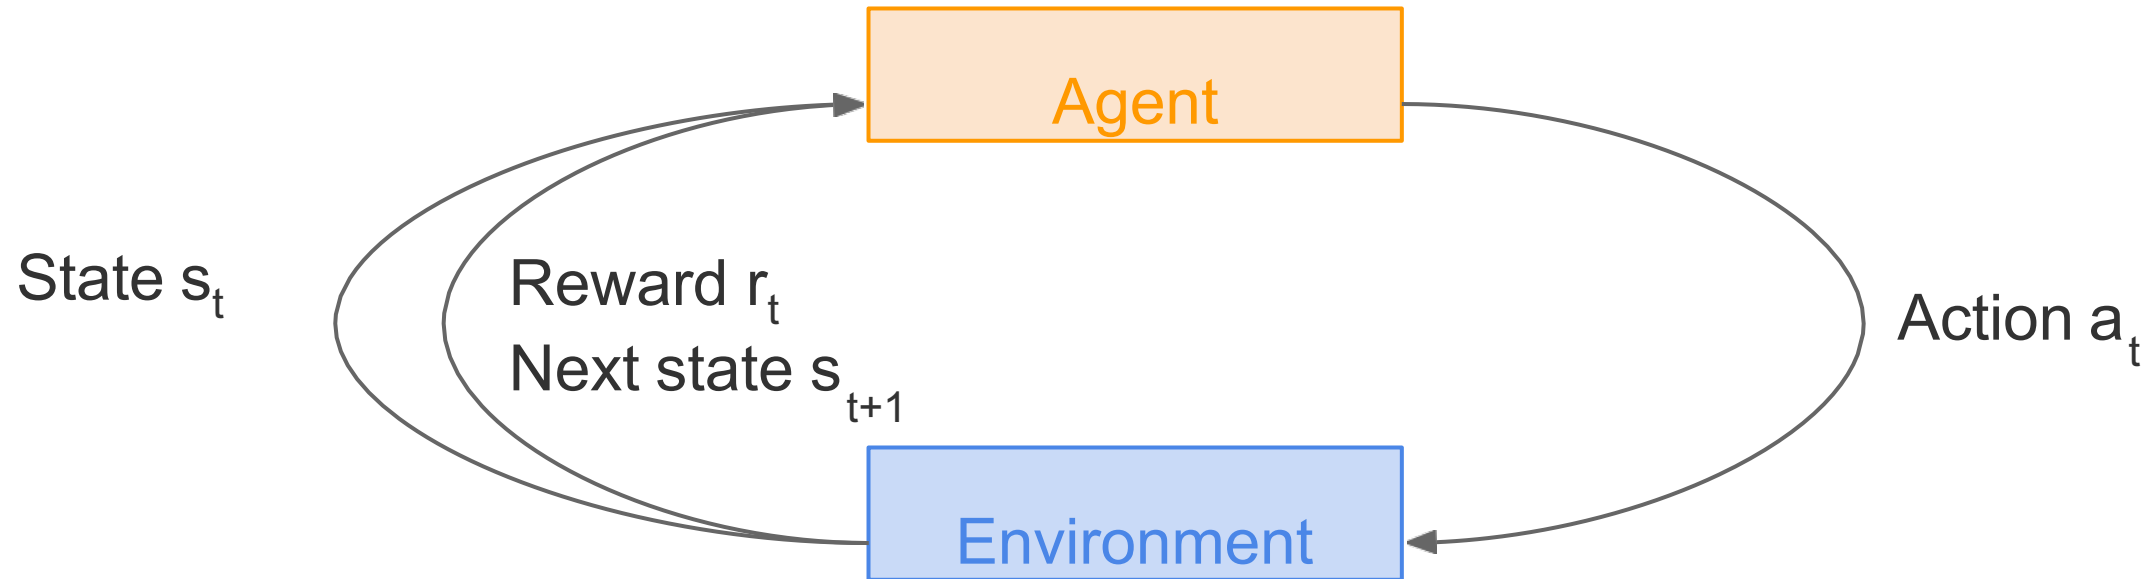 Agent
State sₜ
Reward rₜ
Next state sₜ₊₁
Action aₜ
Environment